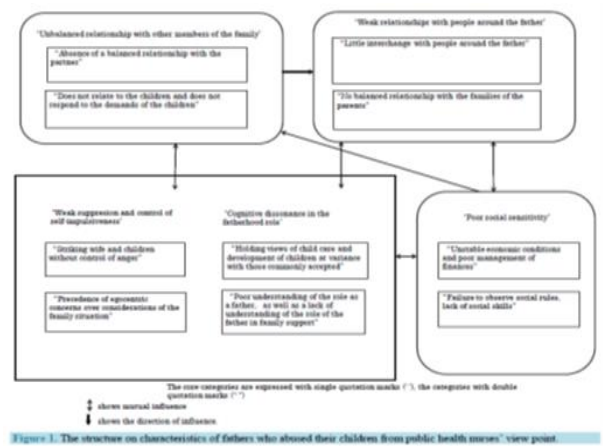 'Unbalanced relationship with other members of the family'
"Absence of a balanced relationship with the
partner"
"Does not relate to the children and does not
respond to the demands of the children"
'Weak relationships with people around the father'
"Little interchange with people around the father"
"No balanced relationship with the families of the
parents"
'Weak suppression and control of
self-impulsiveness'
"Striking wife and children
without control of anger"
"Precedence of egocentric
concerns over considerations of the
family situation"
'Cognitive dissonance in the
fatherhood role'
"Holding views of child care and
development of children at variance
with those commonly accepted"
"Poor understanding of the role as
a father, as well as a lack of
understanding of the role of the
father in family support"
'Poor social sensitivity'
"Unstable economic conditions
and poor management of
finances"
"Failure to observe social rules,
lack of social skills"
The core categories are expressed with single quotation marks (' '), the categories with double
quotation marks (" ")
shows mutual influence
shows the direction of influence
Figure 1. The structure on characteristics of fathers who abused their children from public health nurses' view point.